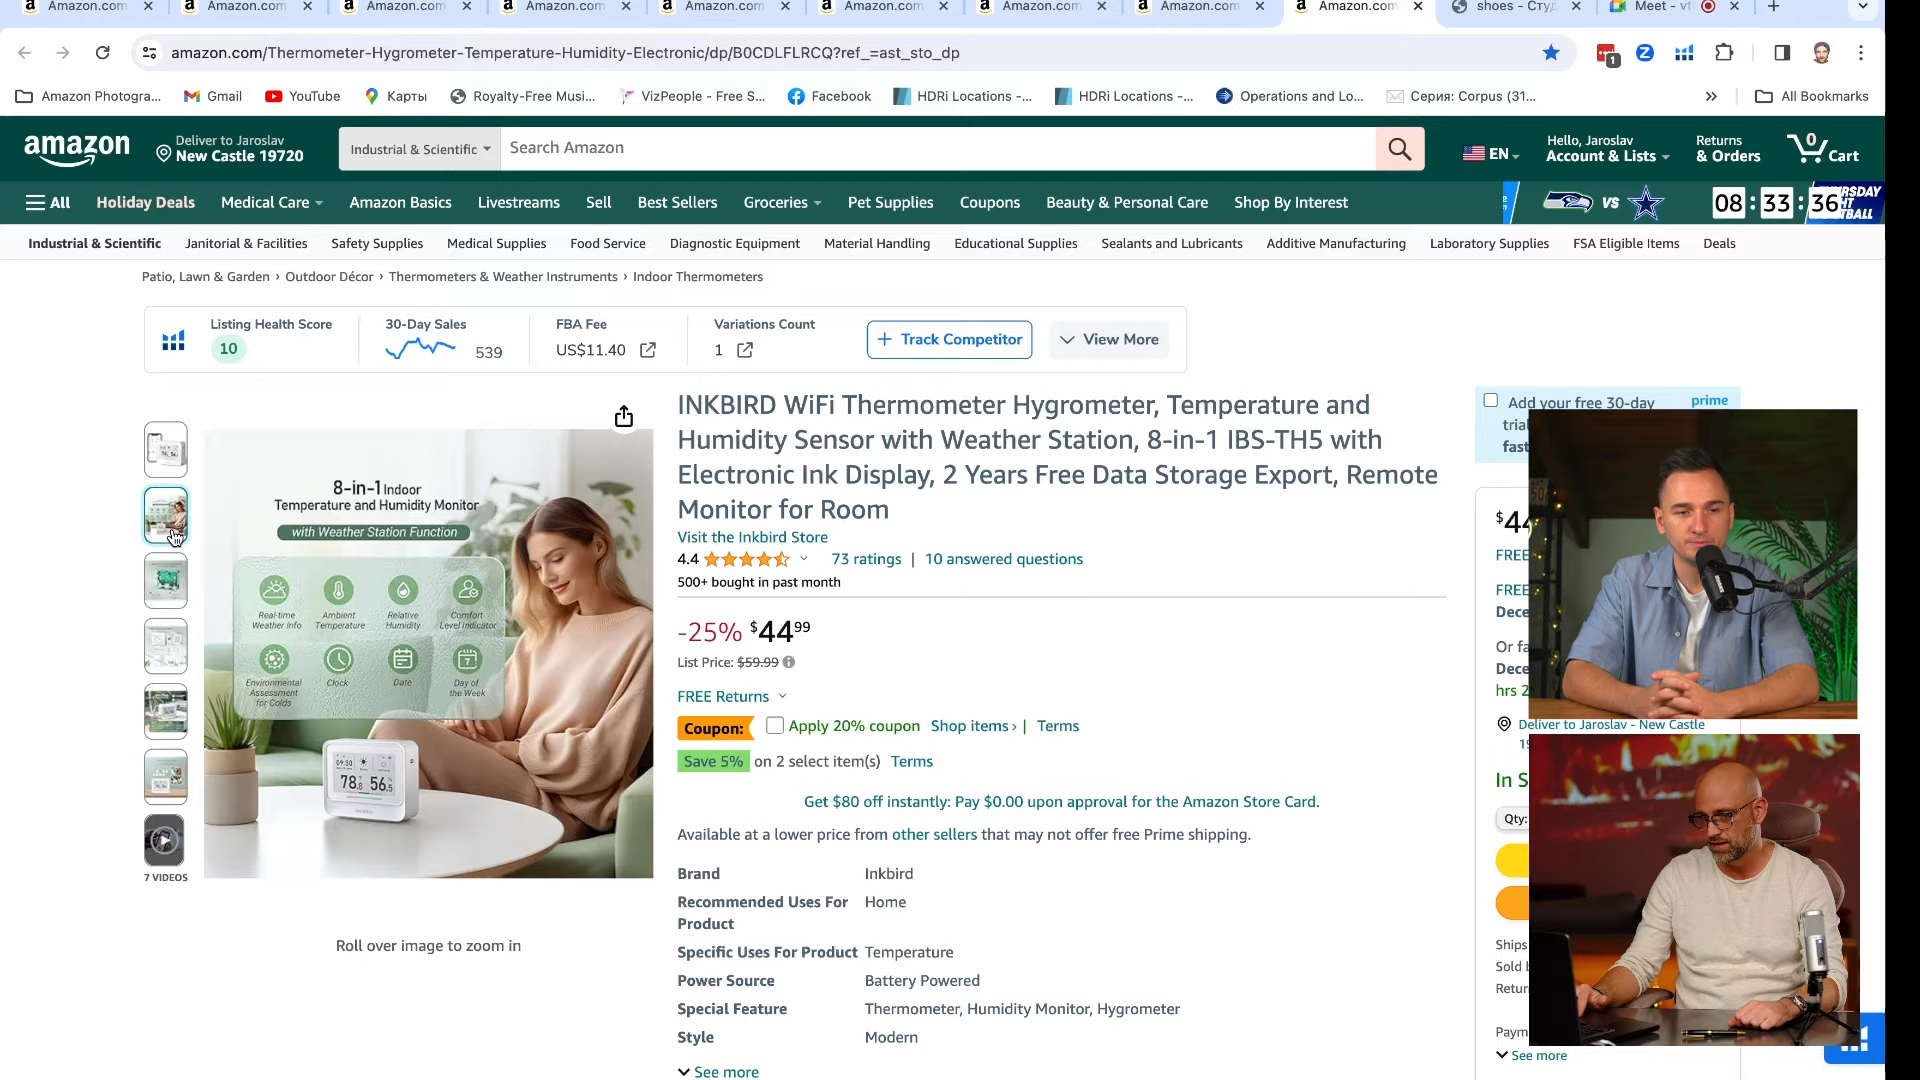 Amazon.com
Amazon.com
Amazon.com
Amazon.com
Amazon.com
Amazon.com
Amazon.com
Amazon.com
Amazon.com
shoes - Сту
Meet - vt
amazon.com/Thermometer-Hygrometer-Temperature-Humidity-Electronic/dp/B0CDLFLRCQ?ref_=ast_sto_dp
1
Amazon Photogra...
Gmail
YouTube
Карты
Royalty-Free Musi...
VizPeople - Free S...
Facebook
HDRi Locations -...
HDRi Locations -...
Operations and Lo...
Серия: Corpus (31...
All Bookmarks
amazon
Deliver to Jaroslav
New Castle 19720
Industrial & Scientific
Search Amazon
EN
Hello, Jaroslav
Account & Lists
Returns
& Orders
0
Cart
All
Holiday Deals
Medical Care
Amazon Basics
Livestreams
Sell
Best Sellers
Groceries
Pet Supplies
Coupons
Beauty & Personal Care
Shop By Interest
VS
08 : 33 : 36
Industrial & Scientific
Janitorial & Facilities
Safety Supplies
Medical Supplies
Food Service
Diagnostic Equipment
Material Handling
Educational Supplies
Sealants and Lubricants
Additive Manufacturing
Laboratory Supplies
FSA Eligible Items
Deals
Patio, Lawn & Garden › Outdoor Décor › Thermometers & Weather Instruments › Indoor Thermometers
Listing Health Score
10
30-Day Sales
539
FBA Fee
US$11.40
Variations Count
1
+ Track Competitor
View More
7 VIDEOS
8-in-1 Indoor
Temperature and Humidity Monitor
with Weather Station Function
Real-time
Weather Info
Ambient
Temperature
Relative
Humidity
Comfort
Level Indicator
Environmental
Assessment
for Colds
Clock
Date
Day of
the Week
09:30
78.8 56.5
Roll over image to zoom in
INKBIRD WiFi Thermometer Hygrometer, Temperature and
Humidity Sensor with Weather Station, 8-in-1 IBS-TH5 with
Electronic Ink Display, 2 Years Free Data Storage Export, Remote
Monitor for Room
Visit the Inkbird Store
4.4
73 ratings | 10 answered questions
500+ bought in past month
-25% $44 99
List Price: $59.99
FREE Returns
Coupon: Apply 20% coupon Shop items › | Terms
Save 5% on 2 select item(s) Terms
Get $80 off instantly: Pay $0.00 upon approval for the Amazon Store Card.
Available at a lower price from other sellers that may not offer free Prime shipping.
Brand Inkbird
Recommended Uses For Home
Product
Specific Uses For Product Temperature
Power Source Battery Powered
Special Feature Thermometer, Humidity Monitor, Hygrometer
Style Modern
See more
Add your free 30-day
prime
trial
fast
$44
FREE
FREE
Dece
Or fa
Dece
hrs 2
Deliver to Jaroslav - New Castle
In S
Qty:
Ships
Sold b
Retur
Paym
See more